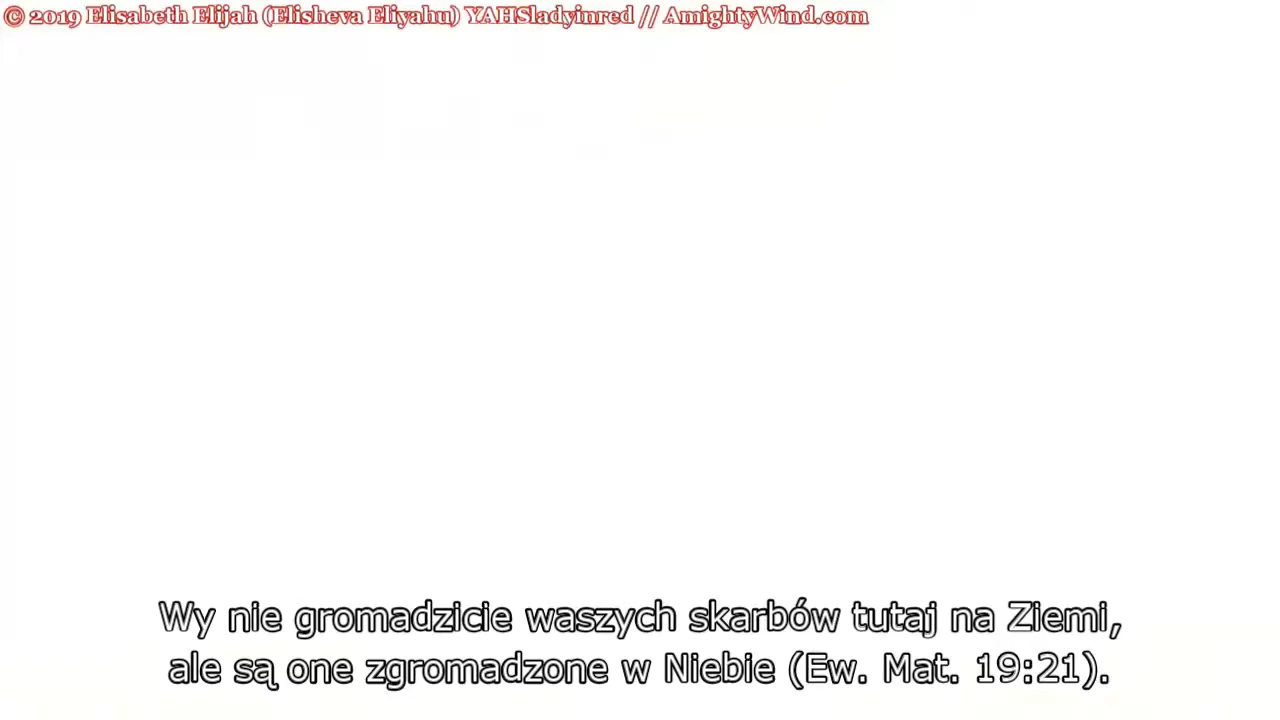 © 2019 Elisabeth Elijah (Elisheva Eliyahu) YAHSladyinred // AmightyWind.com
Wy nie gromadzicie waszych skarbów tutaj na Ziemi,
ale są one zgromadzone w Niebie (Ew. Mat. 19:21).